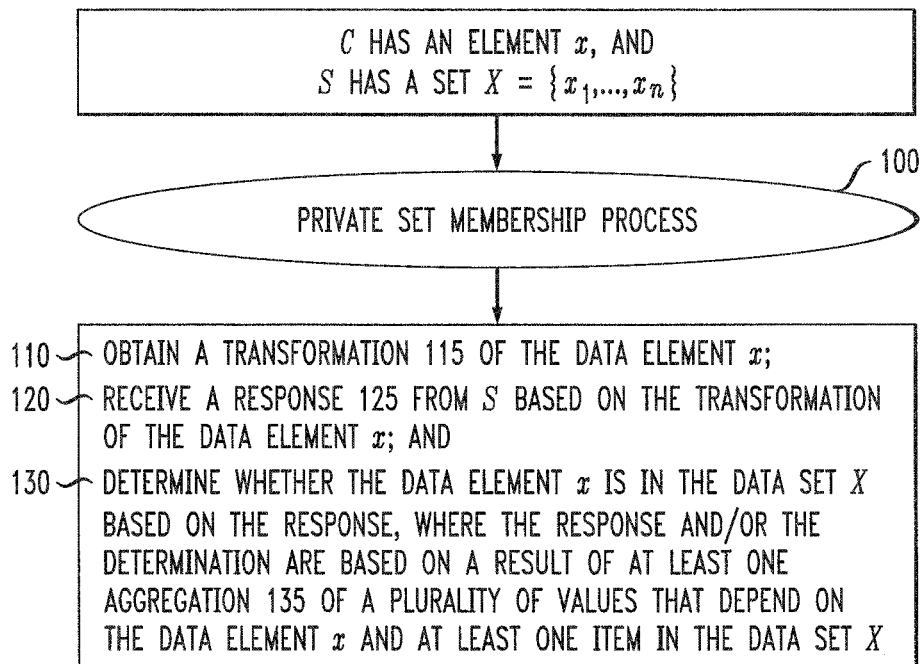 C HAS AN ELEMENT x, AND
S HAS A SET X = {x₁,...,xₙ}
100
PRIVATE SET MEMBERSHIP PROCESS
110 OBTAIN A TRANSFORMATION 115 OF THE DATA ELEMENT x;
120 RECEIVE A RESPONSE 125 FROM S BASED ON THE TRANSFORMATION
OF THE DATA ELEMENT x; AND
130 DETERMINE WHETHER THE DATA ELEMENT x IS IN THE DATA SET X
BASED ON THE RESPONSE, WHERE THE RESPONSE AND/OR THE
DETERMINATION ARE BASED ON A RESULT OF AT LEAST ONE
AGGREGATION 135 OF A PLURALITY OF VALUES THAT DEPEND ON
THE DATA ELEMENT x AND AT LEAST ONE ITEM IN THE DATA SET X